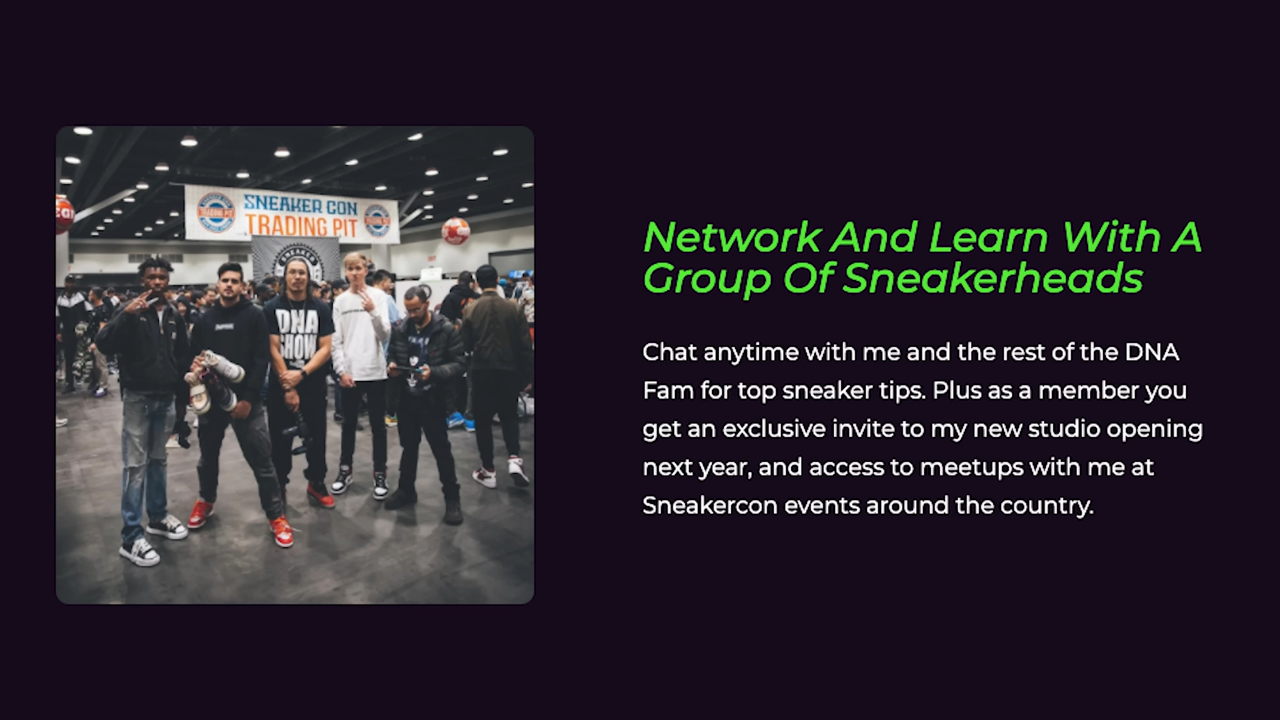 SNEAKER CON
TRADING PIT
SNEAKER
DNA
SHOW
Network And Learn With A
Group Of Sneakerheads
Chat anytime with me and the rest of the DNA
Fam for top sneaker tips. Plus as a member you
get an exclusive invite to my new studio opening
next year, and access to meetups with me at
Sneakercon events around the country.